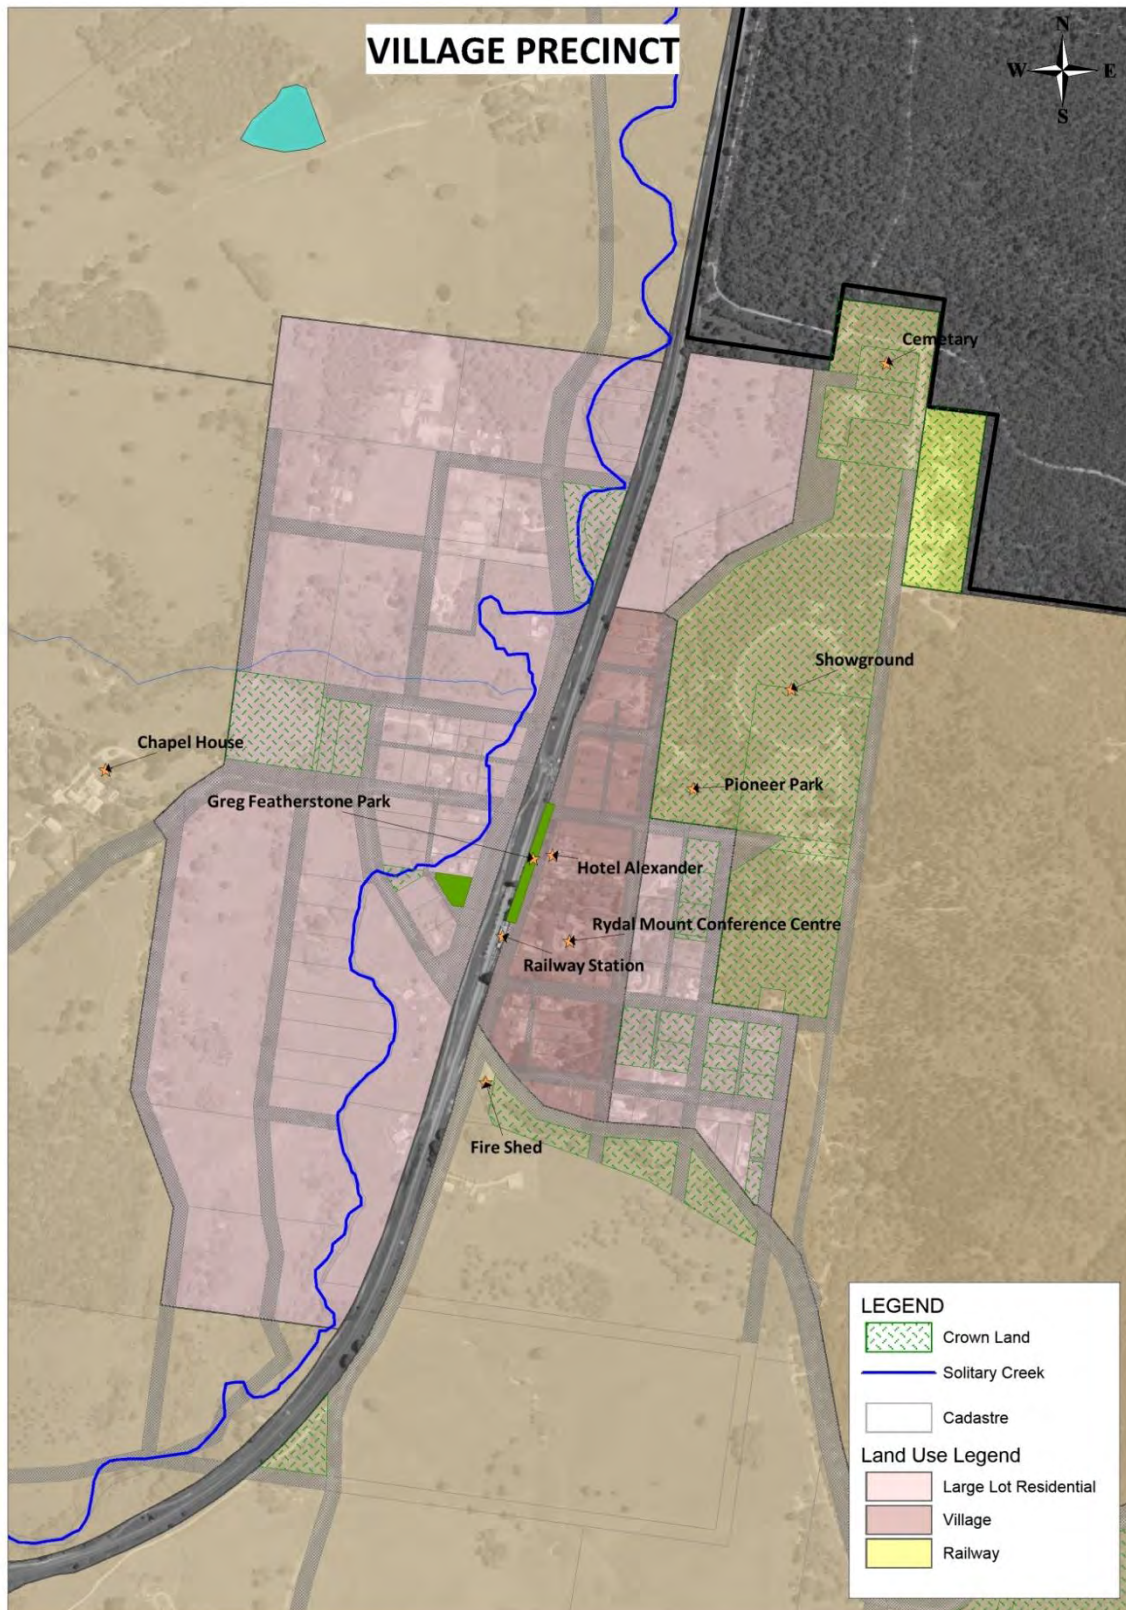 VILLAGE PRECINCT
N
W E
S
Cemetary
Showground
Chapel House
Pioneer Park
Greg Featherstone Park
Hotel Alexander
Rydal Mount Conference Centre
Railway Station
Fire Shed
LEGEND
Crown Land
Solitary Creek
Cadastre
Land Use Legend
Large Lot Residential
Village
Railway